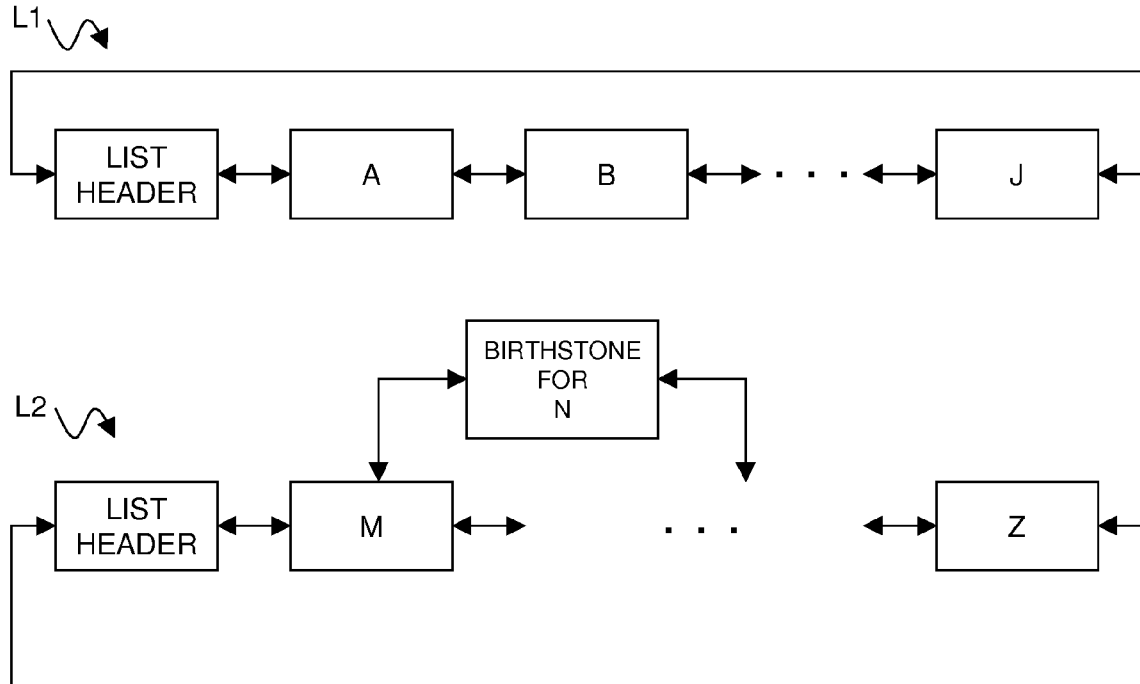 L1
LIST
HEADER
A
B
. . .
J
BIRTHSTONE
FOR
N
L2
LIST
HEADER
M
. . .
Z